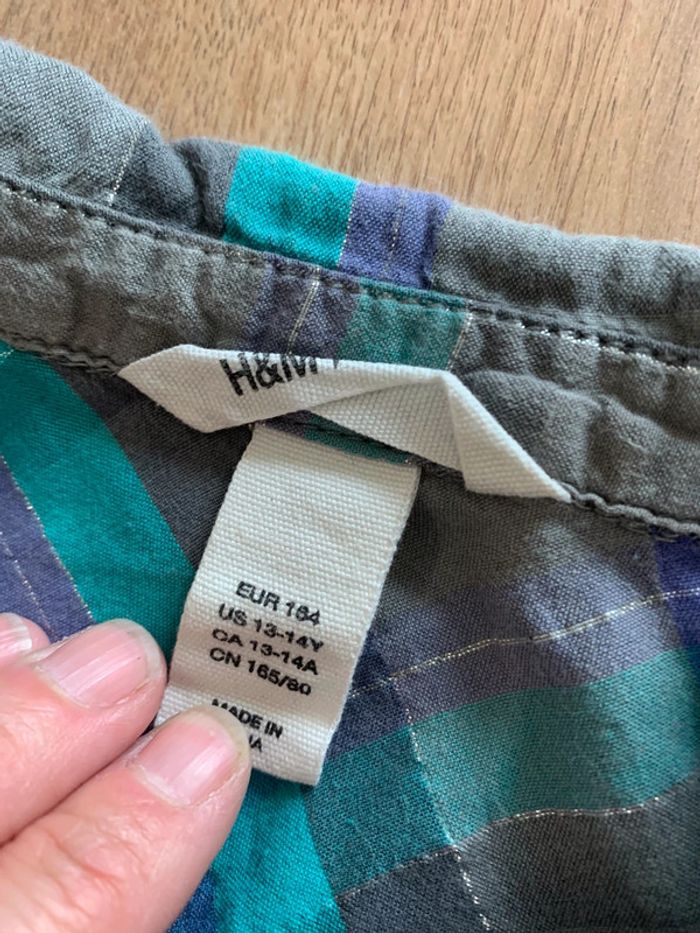 H&M
EUR 164
US 13-14Y
CA 13-14A
CN 165/80
MADE IN